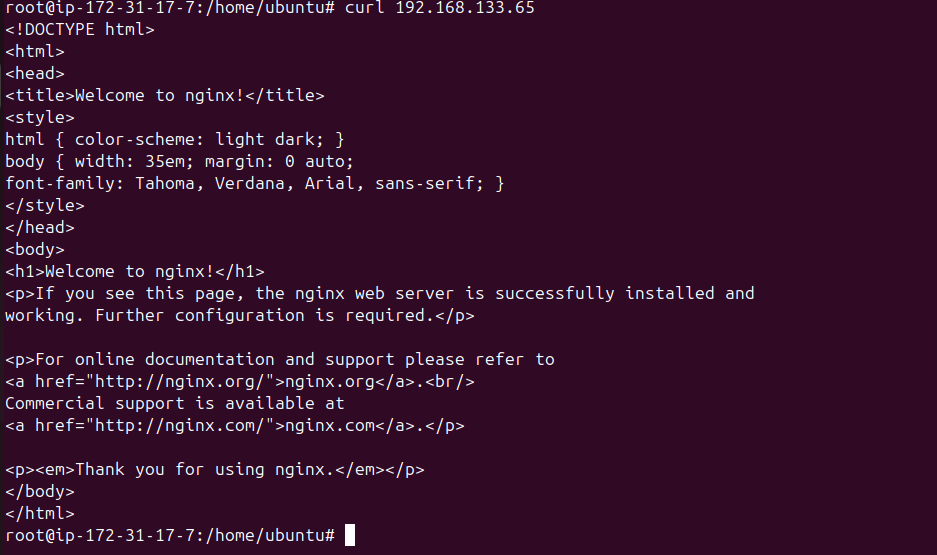 root@ip-172-31-17-7:/home/ubuntu# curl 192.168.133.65
<!DOCTYPE html>
<html>
<head>
<title>Welcome to nginx!</title>
<style>
html { color-scheme: light dark; }
body { width: 35em; margin: 0 auto;
font-family: Tahoma, Verdana, Arial, sans-serif; }
</style>
</head>
<body>
<h1>Welcome to nginx!</h1>
<p>If you see this page, the nginx web server is successfully installed and
working. Further configuration is required.</p>

<p>For online documentation and support please refer to
<a href="http://nginx.org/">nginx.org</a>.<br/>
Commercial support is available at
<a href="http://nginx.com/">nginx.com</a>.</p>

<p><em>Thank you for using nginx.</em></p>
</body>
</html>
root@ip-172-31-17-7:/home/ubuntu#